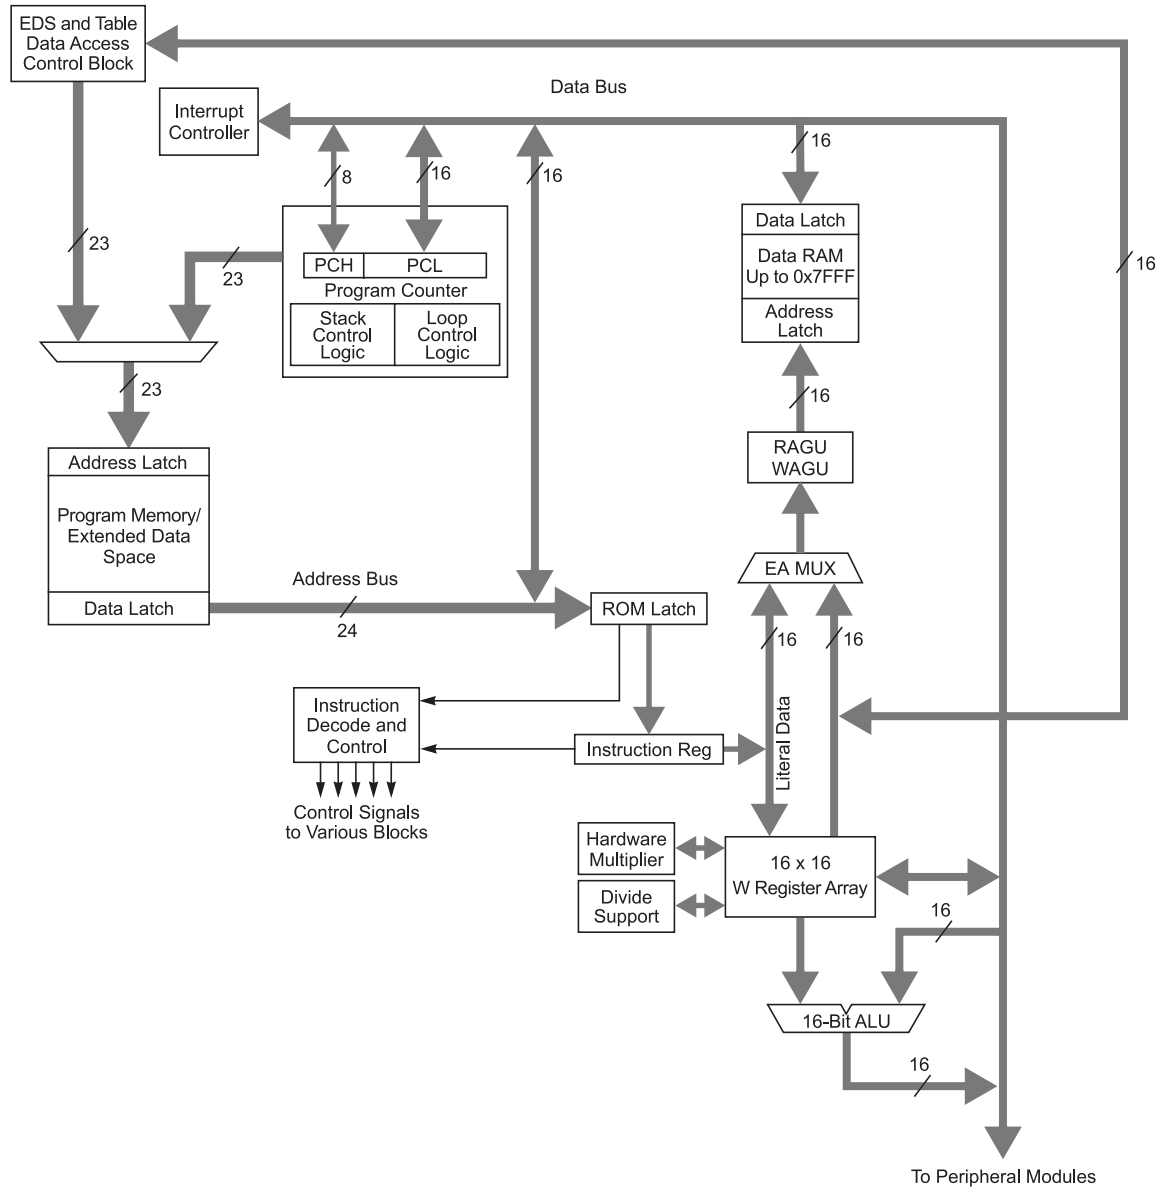 EDS and Table
Data Access
Control Block
Data Bus
Interrupt
Controller
16
8
16
16
23
23
16
Data Latch
Data RAM
Up to 0x7FFF
Address
Latch
PCH
PCL
Program Counter
Stack
Control
Logic
Loop
Control
Logic
23
16
RAGU
WAGU
Address Latch
Program Memory/
Extended Data
Space
Data Latch
Address Bus
24
EA MUX
ROM Latch
16
16
Instruction
Decode and
Control
Instruction Reg
Literal Data
Control Signals
to Various Blocks
Hardware
Multiplier
16 x 16
W Register Array
Divide
Support
16
16-Bit ALU
16
To Peripheral Modules